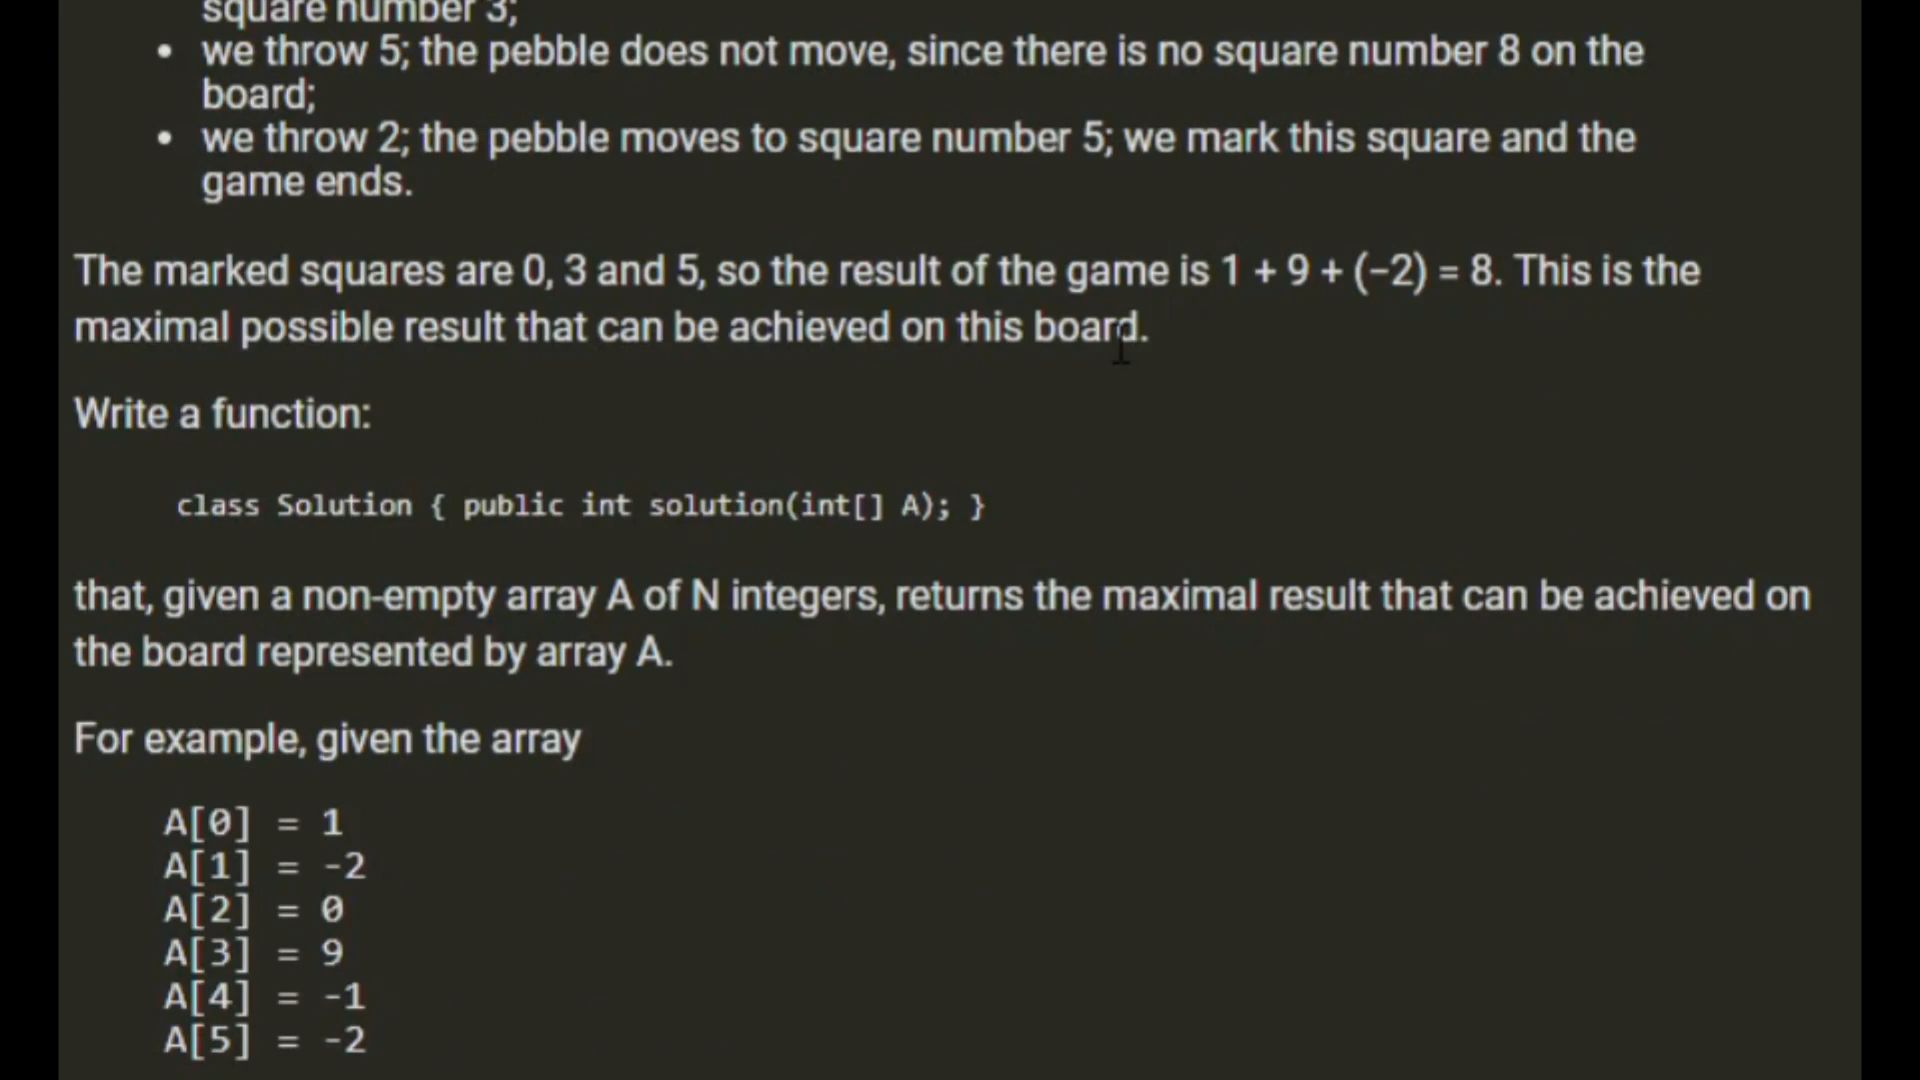 square number 3;
• we throw 5; the pebble does not move, since there is no square number 8 on the
board;
• we throw 2; the pebble moves to square number 5; we mark this square and the
game ends.
The marked squares are 0, 3 and 5, so the result of the game is 1 + 9 + (−2) = 8. This is the
maximal possible result that can be achieved on this board.
Write a function:
class Solution { public int solution(int[] A); }
that, given a non-empty array A of N integers, returns the maximal result that can be achieved on
the board represented by array A.
For example, given the array
A[0] = 1
A[1] = -2
A[2] = 0
A[3] = 9
A[4] = -1
A[5] = -2